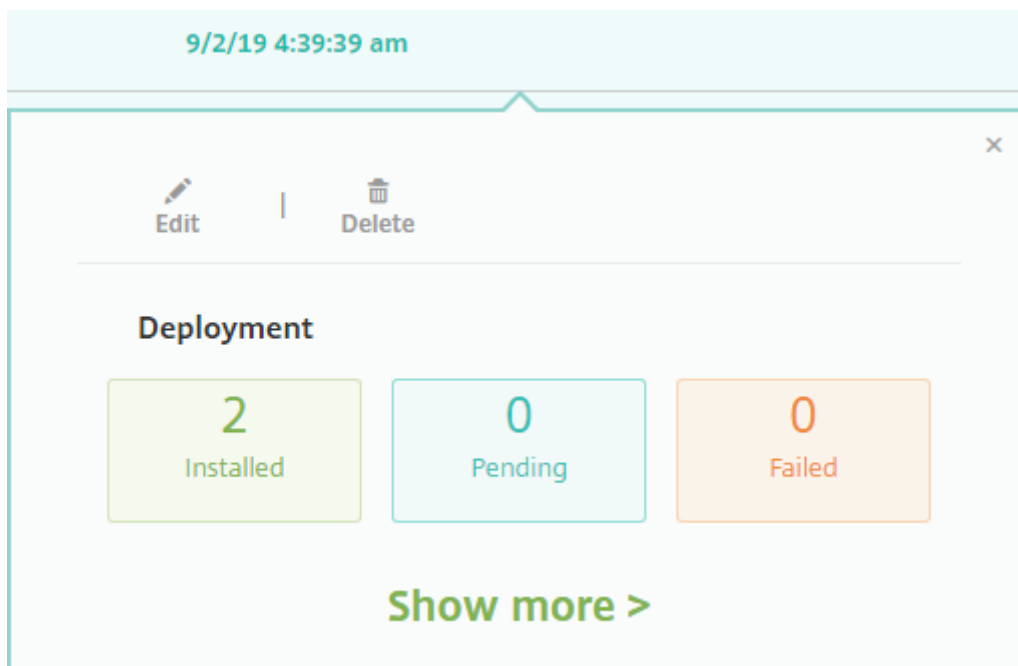 9/2/19 4:39:39 am
×
Edit | Delete
Deployment
2 0 0
Installed Pending Failed
Show more >